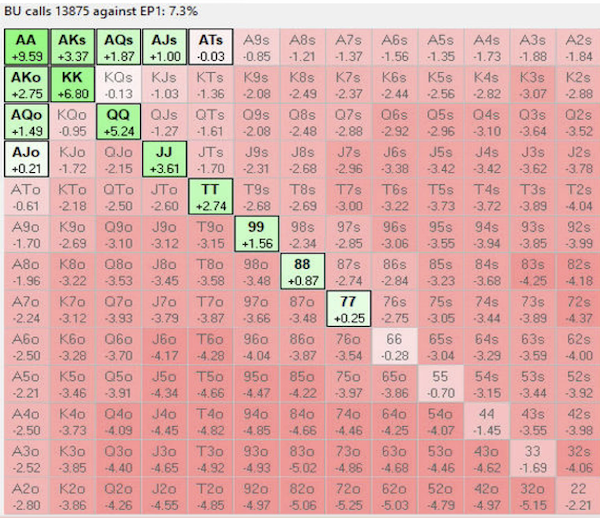 BU calls 13875 against EP1: 7.3%
AA AKs AQs AJs ATs A9s A8s A7s A6s A5s A4s A3s A2s
+9.59 +3.37 +1.87 +1.00 -0.03 -0.85 -1.21 -1.37 -1.56 -1.35 -1.73 -1.88 -1.84
AKo KK KQs KJs KTs K9s K8s K7s K6s K5s K4s K3s K2s
+2.75 +6.80 -0.13 -1.03 -1.36 -2.08 -2.49 -2.37 -2.44 -2.56 -2.82 -3.07 -2.88
AQo KQo QQ QJs QTs Q9s Q8s Q7s Q6s Q5s Q4s Q3s Q2s
+1.49 -0.95 +5.24 -1.27 -1.61 -2.08 -2.48 -2.88 -2.92 -2.96 -3.10 -3.64 -3.52
AJo KJo QJo JJ JTs J9s J8s J7s J6s J5s J4s J3s J2s
+0.21 -1.72 -2.15 +3.61 -1.70 -2.31 -2.68 -2.96 -3.38 -3.42 -3.42 -3.62 -3.78
ATo KTo QTo JTo TT T9s T8s T7s T6s T5s T4s T3s T2s
-0.61 -2.18 -2.50 -2.60 +2.74 -2.68 -2.69 -3.00 -3.22 -3.73 -3.72 -3.89 -4.04
A9o K9o Q9o J9o T9o 99 98s 97s 96s 95s 94s 93s 92s
-1.70 -2.69 -3.10 -3.12 -3.15 +1.56 -2.34 -2.85 -3.06 -3.55 -3.94 -3.85 -3.99
A8o K8o Q8o J8o T8o 98o 88 87s 86s 85s 84s 83s 82s
-1.96 -3.22 -3.53 -3.45 -3.58 -3.48 +0.87 -2.74 -2.84 -3.23 -3.68 -4.25 -4.18
A7o K7o Q7o J7o T7o 97o 87o 77 76s 75s 74s 73s 72s
-2.24 -3.12 -3.93 -3.79 -3.87 -3.66 -3.48 +0.25 -2.75 -3.05 -3.44 -3.89 -4.37
A6o K6o Q6o J6o T6o 96o 86o 76o 66 65s 64s 63s 62s
-2.50 -3.28 -3.70 -4.17 -4.28 -4.04 -3.87 -3.54 -0.28 -3.04 -3.29 -3.59 -4.00
A5o K5o Q5o J5o T5o 95o 85o 75o 65o 55 54s 53s 52s
-2.21 -3.46 -3.91 -4.34 -4.66 -4.47 -4.22 -3.97 -3.86 -0.70 -3.15 -3.44 -3.92
A4o K4o Q4o J4o T4o 94o 84o 74o 64o 54o 44 43s 42s
-2.50 -3.73 -4.09 -4.45 -4.82 -4.85 -4.66 -4.46 -4.25 -4.07 -1.45 -3.55 -3.98
A3o K3o Q3o J3o T3o 93o 83o 73o 63o 53o 43o 33 32s
-2.52 -3.85 -4.40 -4.65 -4.92 -4.93 -5.02 -4.86 -4.68 -4.46 -4.62 -1.69 -4.06
A2o K2o Q2o J2o T2o 92o 82o 72o 62o 52o 42o 32o 22
-2.80 -3.86 -4.26 -4.55 -4.85 -4.97 -5.06 -5.25 -5.03 -4.79 -4.97 -5.15 -2.21